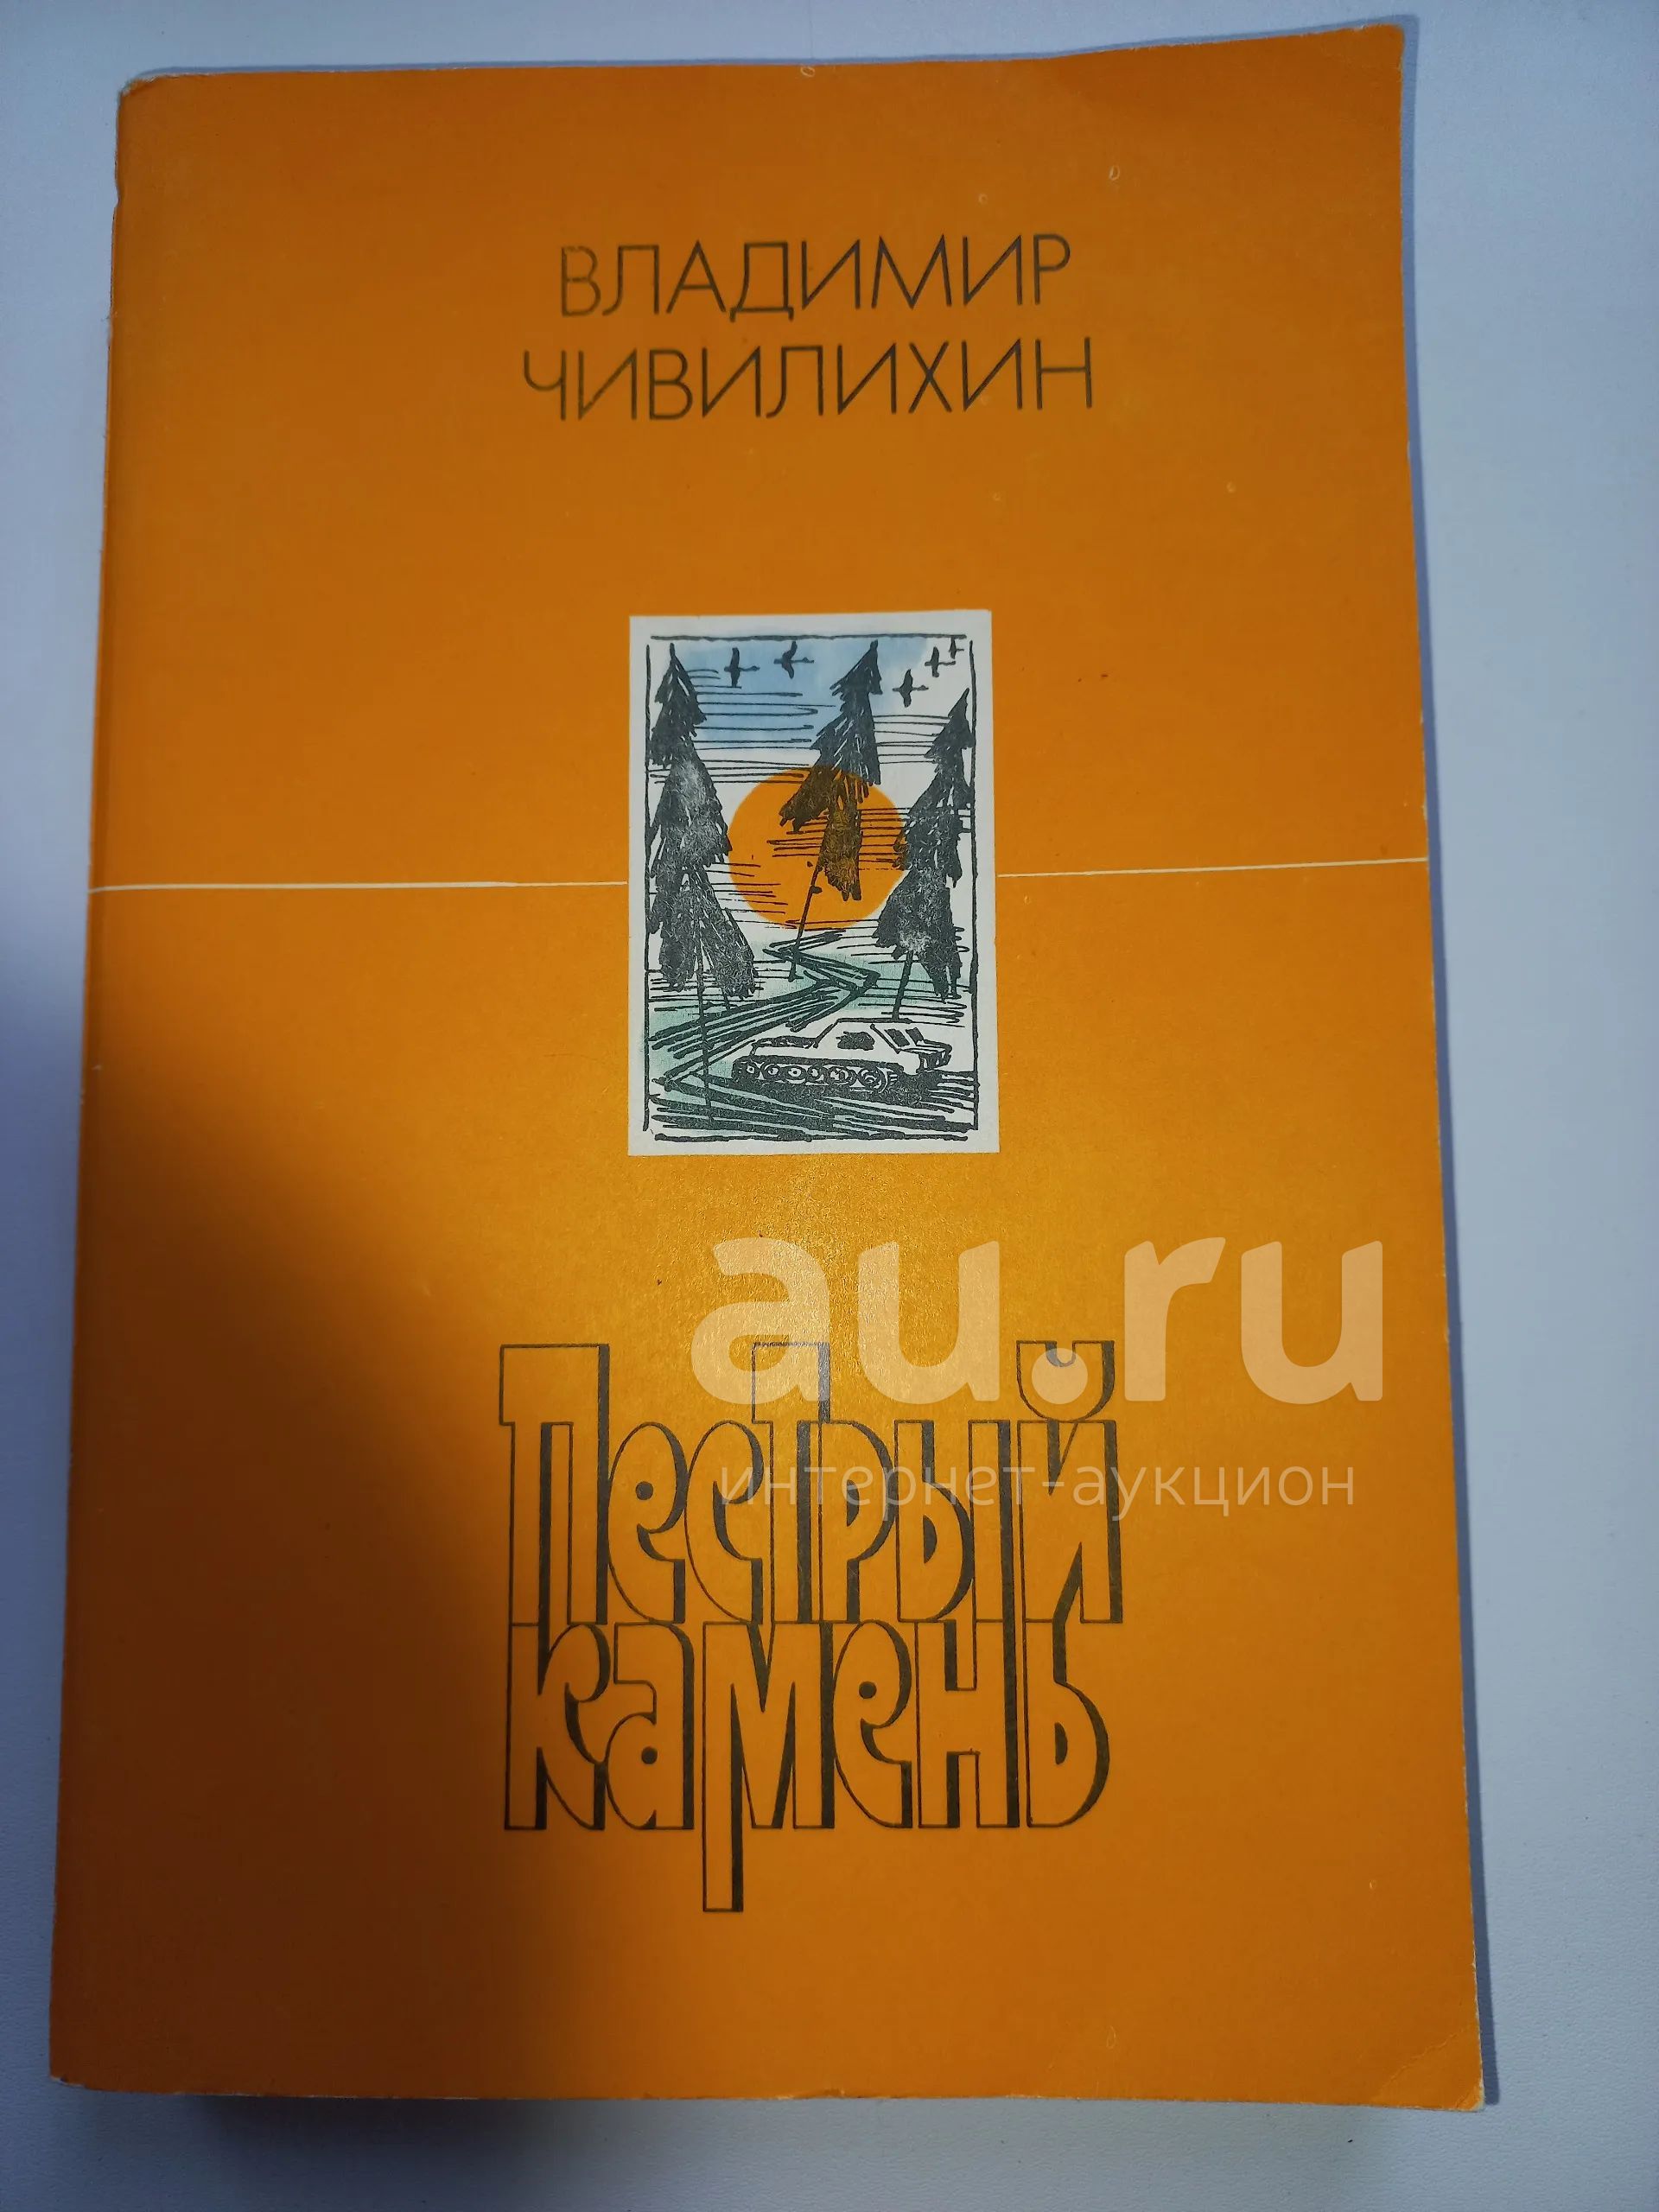 ВЛАДИМИР
ЧИВИЛИХИН
au.ru
интернет-аукцион
Пестрый
камень